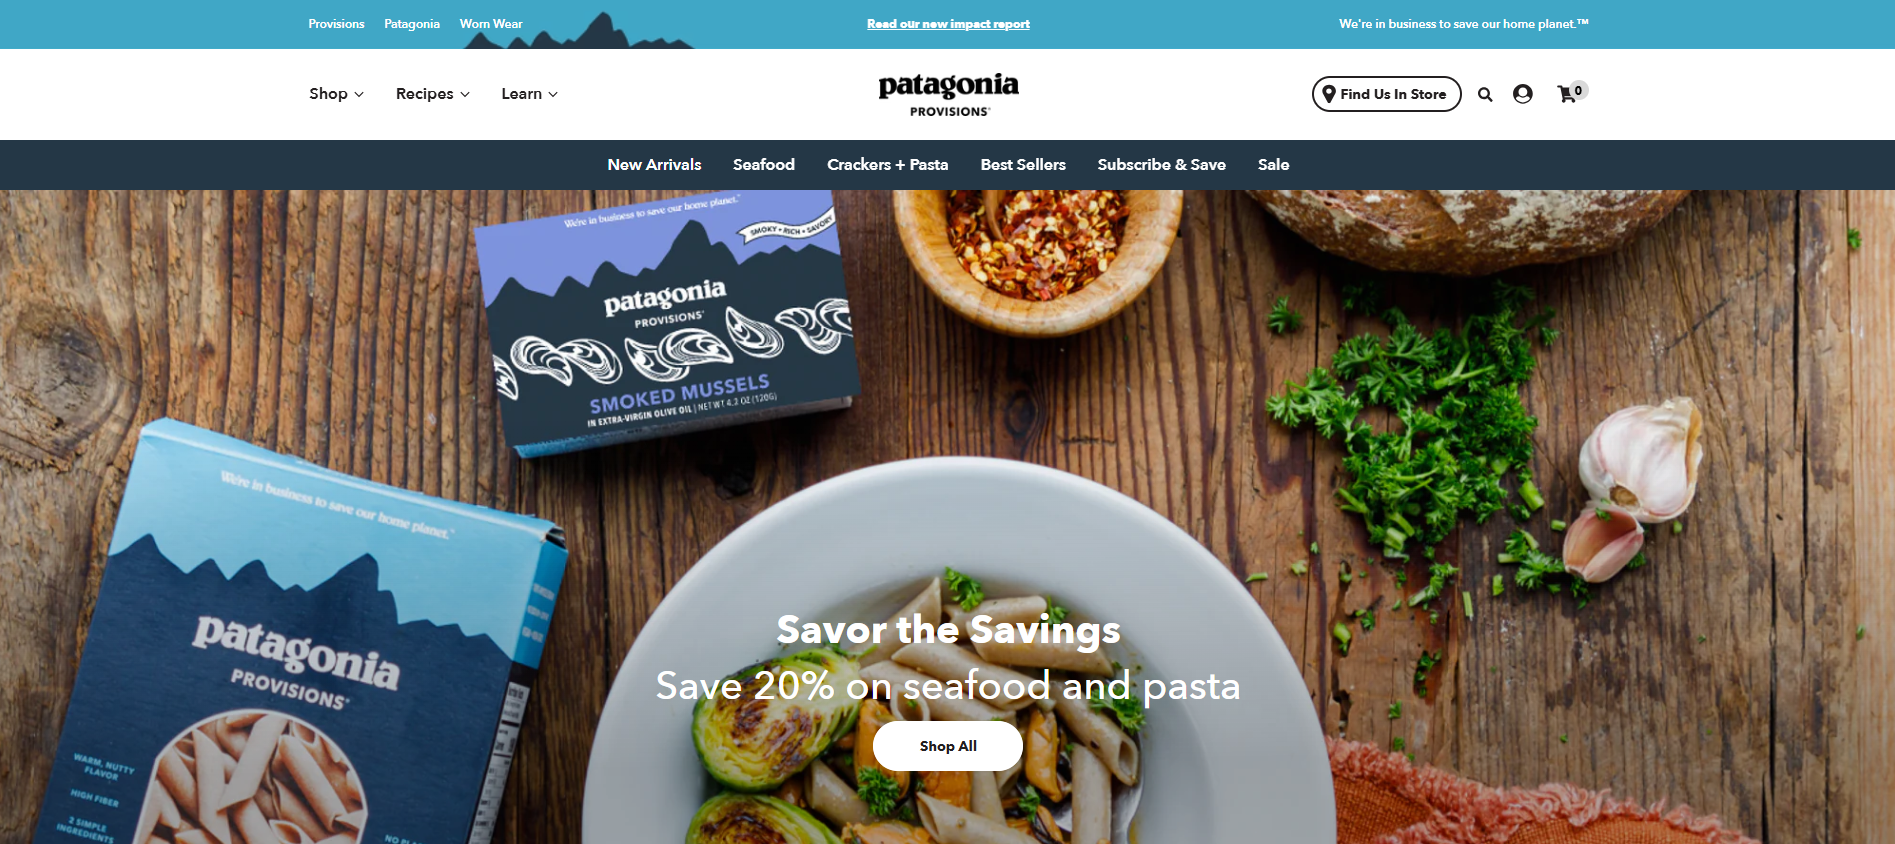 Provisions Patagonia Worn Wear
Read our new impact report
We're in business to save our home planet.™
Shop Recipes Learn
patagonia
PROVISIONS
Find Us In Store
0
New Arrivals Seafood Crackers + Pasta Best Sellers Subscribe & Save Sale
We're in business to save our home planet.™
SMOKY • RICH • SAVORY
patagonia
PROVISIONS
SMOKED MUSSELS
IN EXTRA-VIRGIN OLIVE OIL | NET WT 4.2 OZ (120G)
We're in business to save our home planet.™
patagonia
PROVISIONS
WARM, NUTTY
FLAVOR
HIGH FIBER
2 SIMPLE
INGREDIENTS
Savor the Savings
Save 20% on seafood and pasta
Shop All